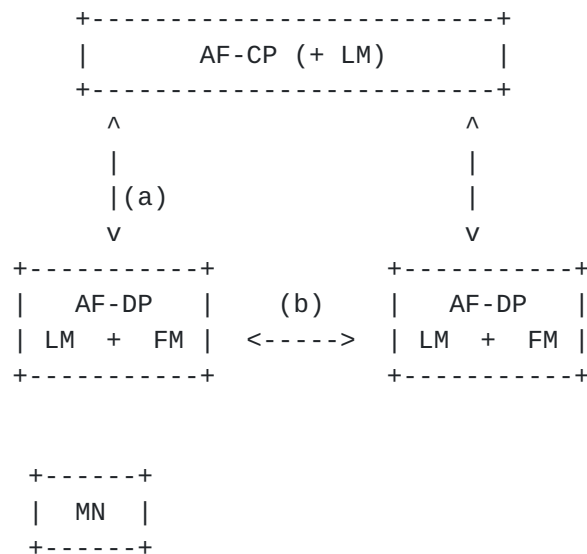 AF-CP (+ LM)
(a)
AF-DP (b) AF-DP
LM + FM <-----> LM + FM
MN